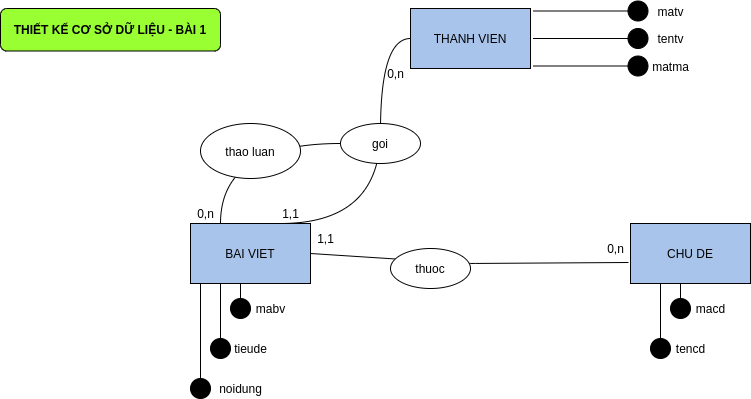 THIẾT KẾ CƠ SỞ DỮ LIỆU - BÀI 1
THANH VIEN
matv
tentv
matma
0,n
thao luan
goi
0,n
1,1
BAI VIET
1,1
thuoc
0,n
CHU DE
mabv
tieude
noidung
macd
tencd